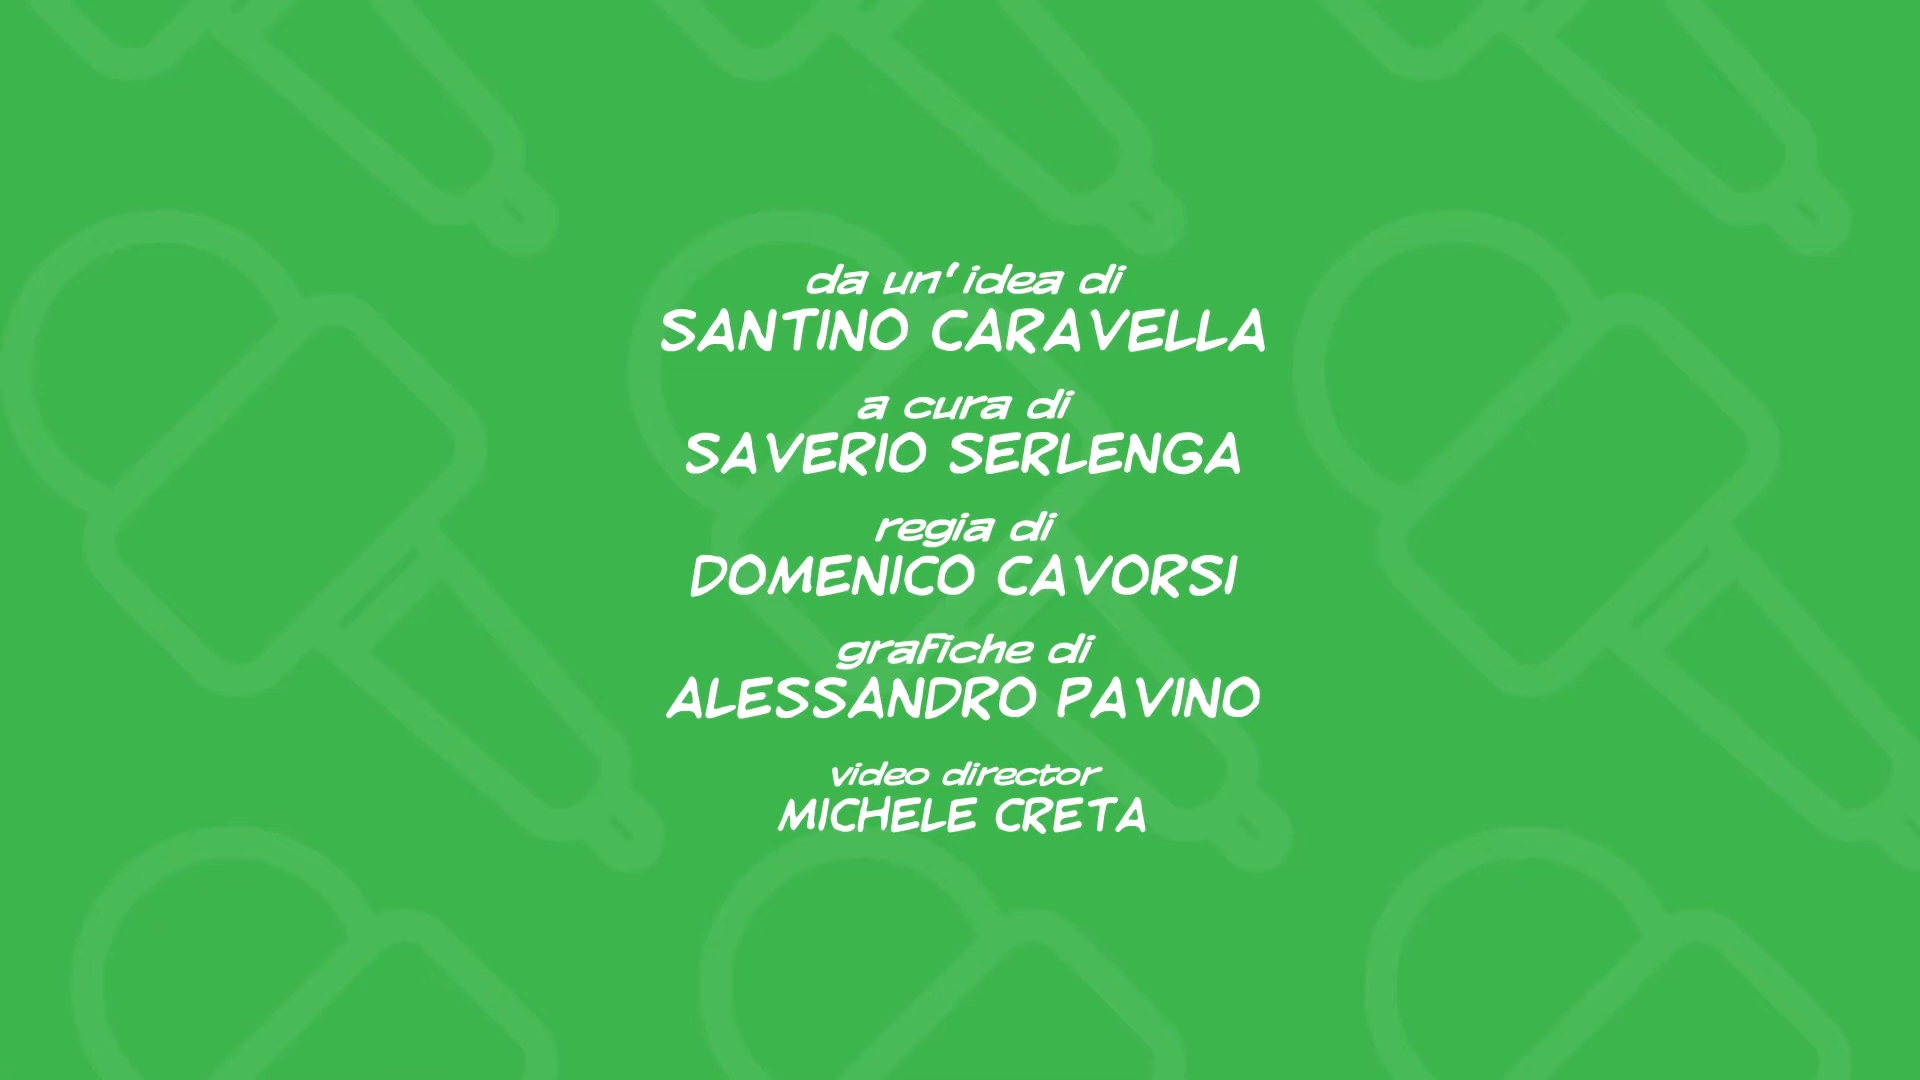 da un' idea di
SANTINO CARAVELLA
a cura di
SAVERIO SERLENGA
regia di
DOMENICO CAVORSI
grafiche di
ALESSANDRO PAVINO
video director
MICHELE CRETA